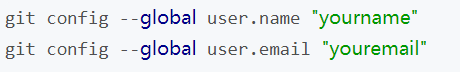 git config --global user.name "yourname"
git config --global user.email "youremail"